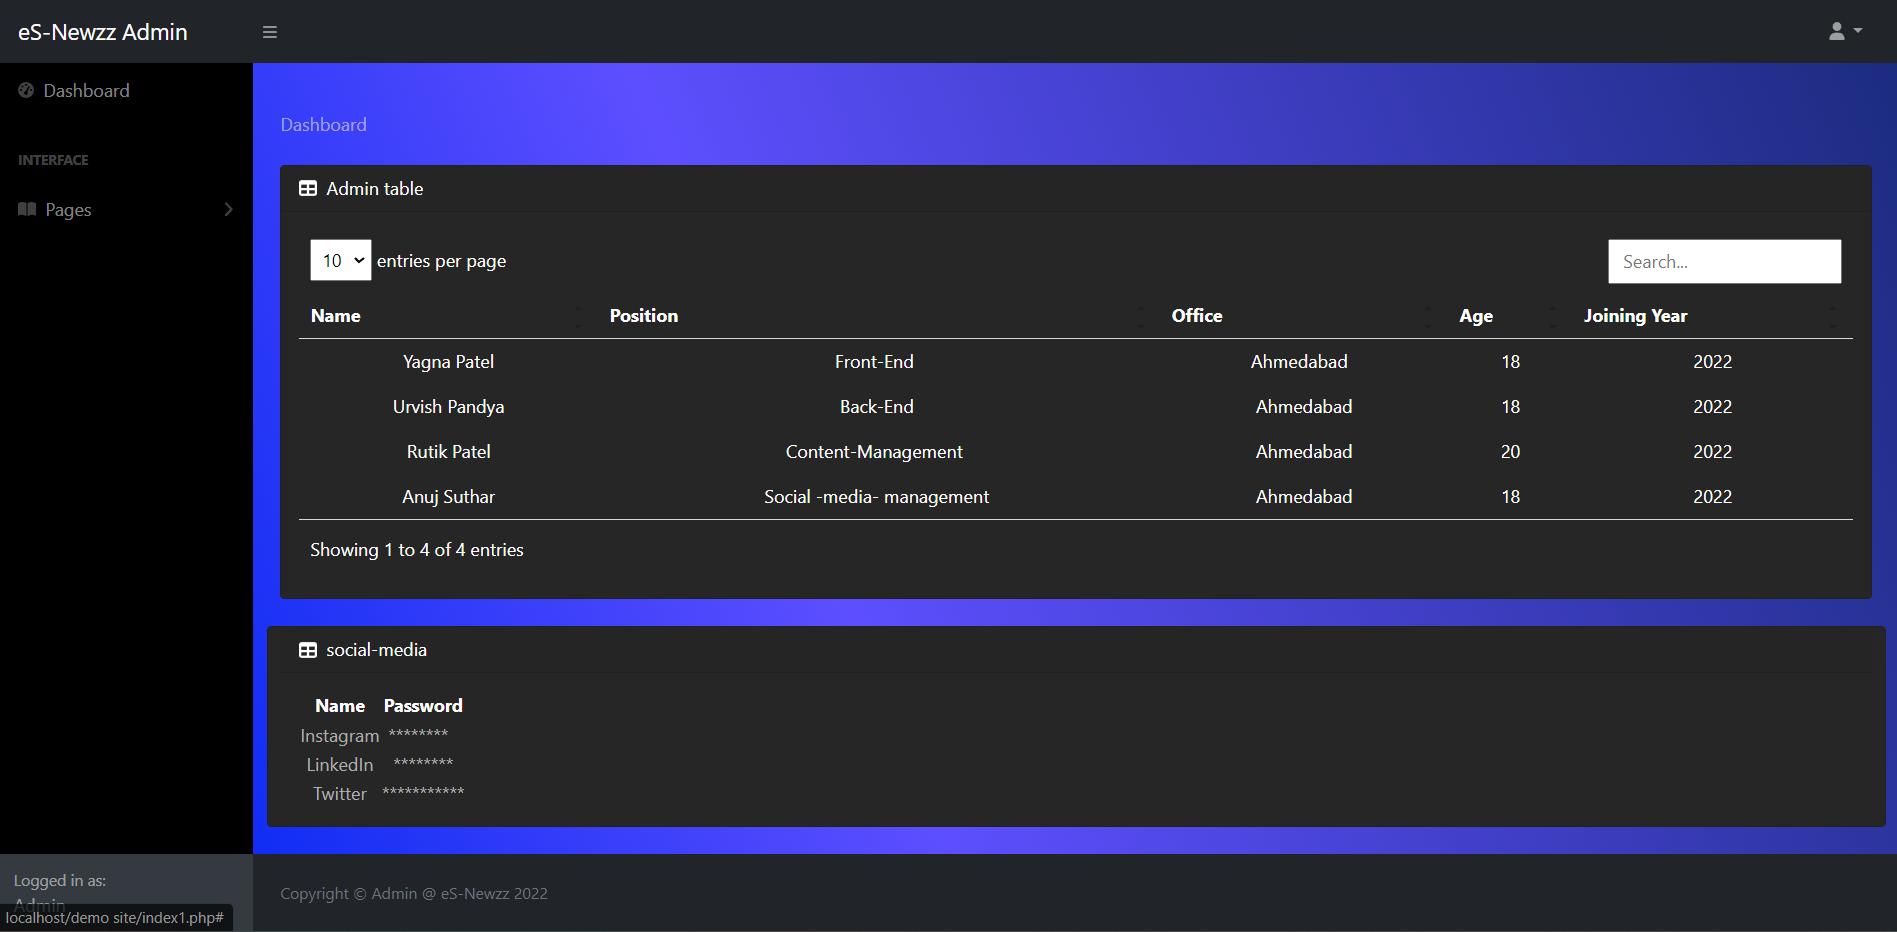 eS-Newzz Admin
Dashboard
INTERFACE
Pages
Dashboard
Admin table
10 entries per page
Search...
Name Position Office Age Joining Year
Yagna Patel Front-End Ahmedabad 18 2022
Urvish Pandya Back-End Ahmedabad 18 2022
Rutik Patel Content-Management Ahmedabad 20 2022
Anuj Suthar Social -media- management Ahmedabad 18 2022
Showing 1 to 4 of 4 entries
social-media
Name Password
Instagram ********
LinkedIn ********
Twitter ***********
Logged in as:
Admin
localhost/demo site/index1.php#
Copyright © Admin @ eS-Newzz 2022